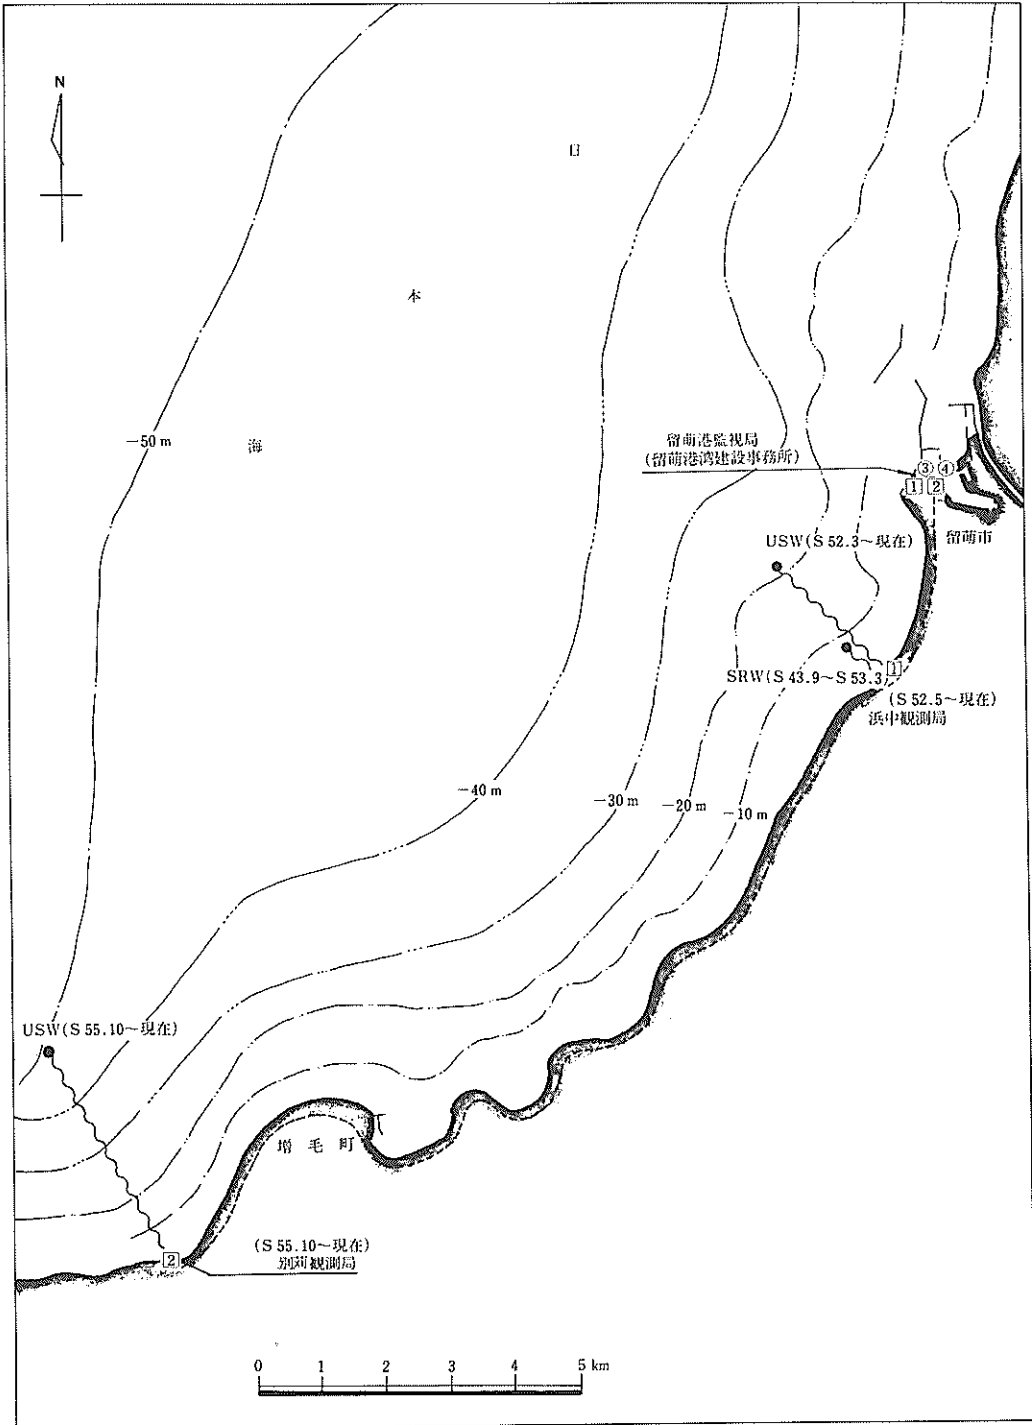 N
日
本
海
−50 m
留萌港監視局
(留萌港湾建設事務所)
③ ④
1 2
留萌市
USW(S 52.3~現在)
1
SRW(S 43.9~S 53.3)
(S 52.5~現在)
浜中観測局
−40 m
−30 m
−20 m
−10 m
USW(S 55.10~現在)
増 毛 町
(S 55.10~現在)
2
別苅観測局
0 1 2 3 4 5 km